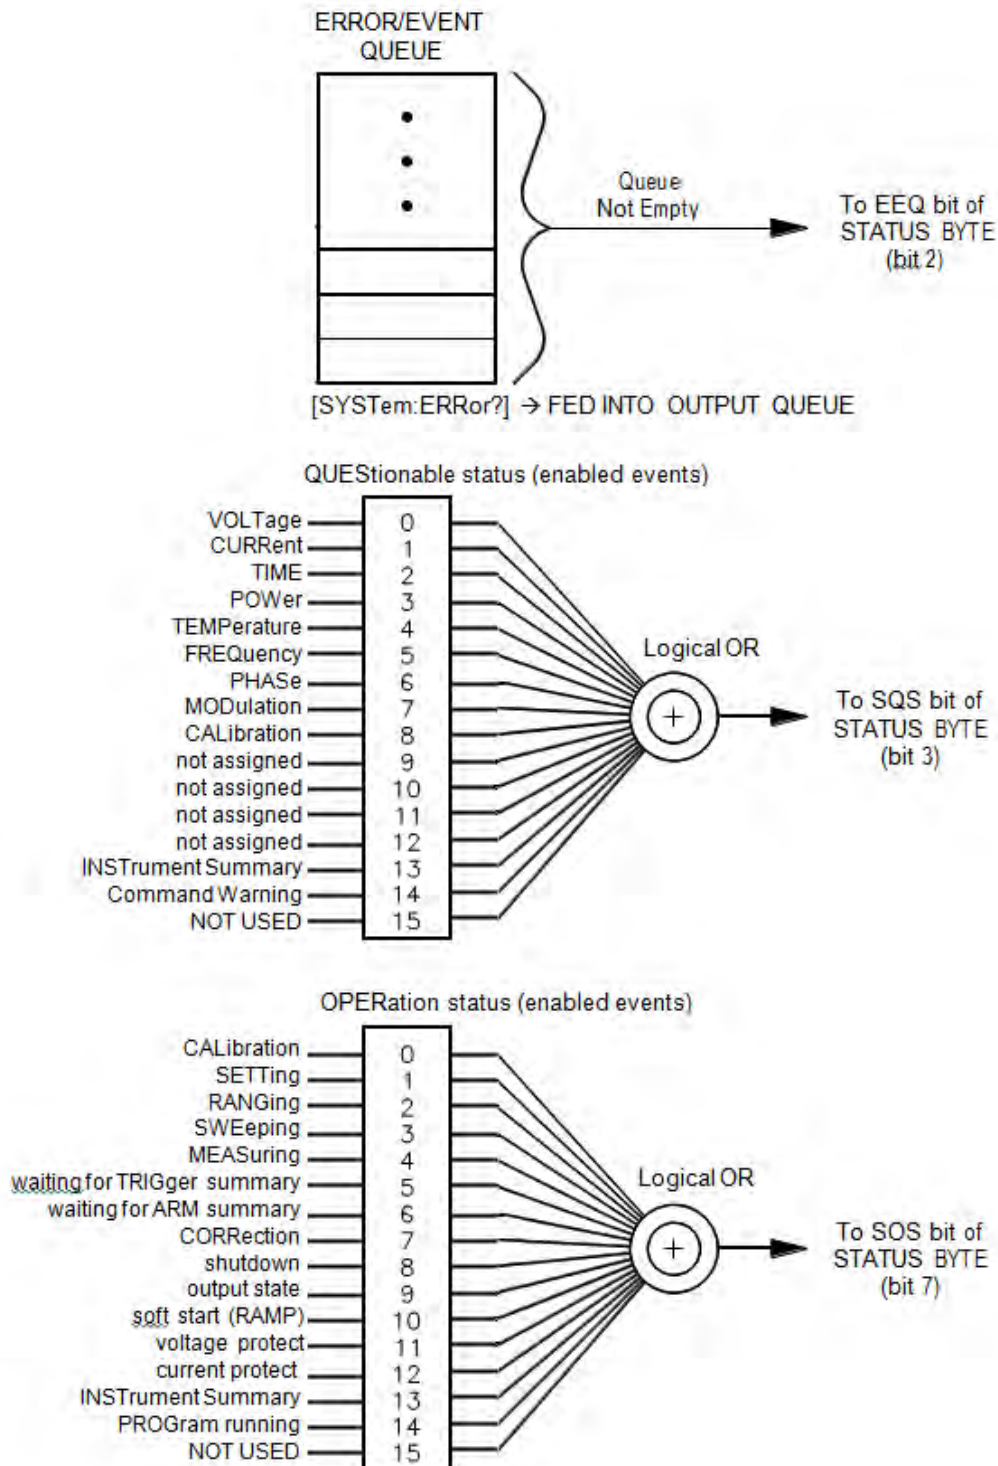 ERROR/EVENT
QUEUE
Queue
Not Empty
To EEQ bit of
STATUS BYTE
(bit 2)
[SYSTem:ERRor?] → FED INTO OUTPUT QUEUE
QUEStionable status (enabled events)
VOLTage 0
CURRent 1
TIME 2
POWer 3
TEMPerature 4
FREQuency 5
PHASe 6
MODulation 7
CALibration 8
not assigned 9
not assigned 10
not assigned 11
not assigned 12
INSTrument Summary 13
Command Warning 14
NOT USED 15
Logical OR
+
To SQS bit of
STATUS BYTE
(bit 3)
OPERation status (enabled events)
CALibration 0
SETTing 1
RANGing 2
SWEeping 3
MEASuring 4
waiting for TRIGger summary 5
waiting for ARM summary 6
CORRection 7
shutdown 8
output state 9
soft start (RAMP) 10
voltage protect 11
current protect 12
INSTrument Summary 13
PROGram running 14
NOT USED 15
Logical OR
+
To SOS bit of
STATUS BYTE
(bit 7)